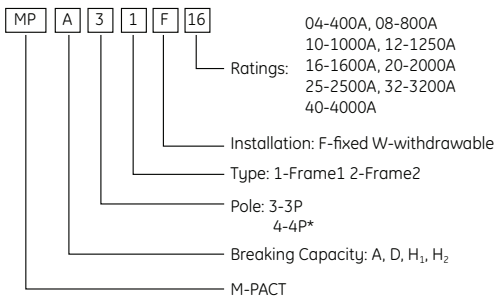 MP A 3 1 F 16
Ratings: 04-400A, 08-800A
10-1000A, 12-1250A
16-1600A, 20-2000A
25-2500A, 32-3200A
40-4000A
Installation: F-fixed W-withdrawable
Type: 1-Frame1 2-Frame2
Pole: 3-3P
4-4P*
Breaking Capacity: A, D, H₁, H₂
M-PACT